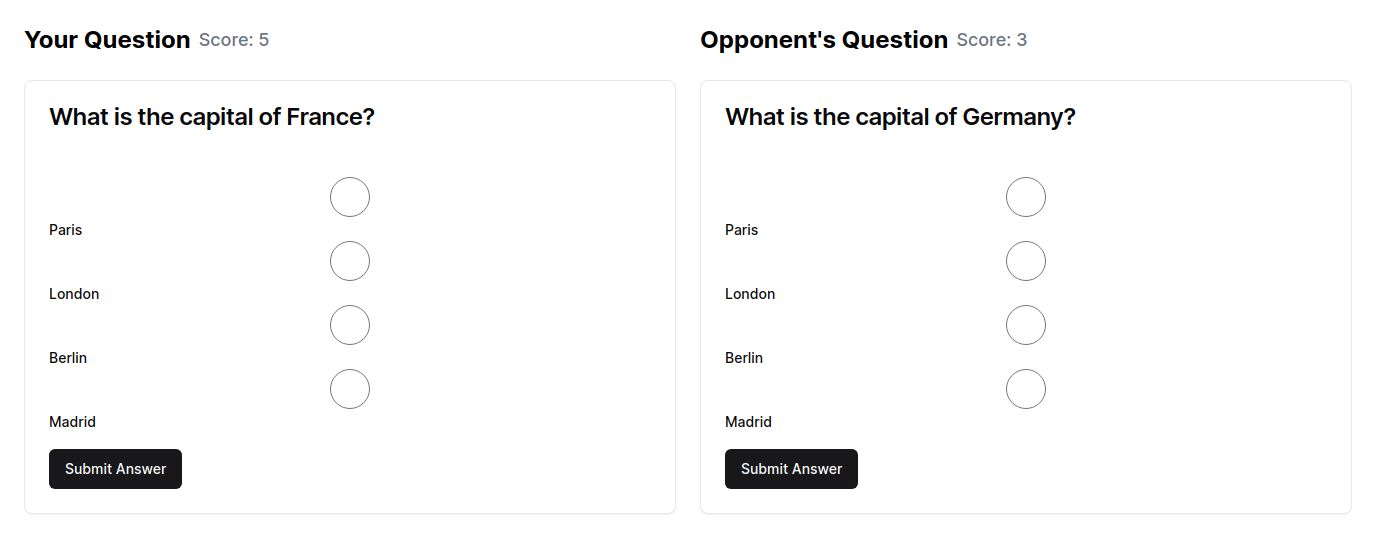 Your Question Score: 5
What is the capital of France?
Paris
London
Berlin
Madrid
Submit Answer
Opponent's Question Score: 3
What is the capital of Germany?
Paris
London
Berlin
Madrid
Submit Answer